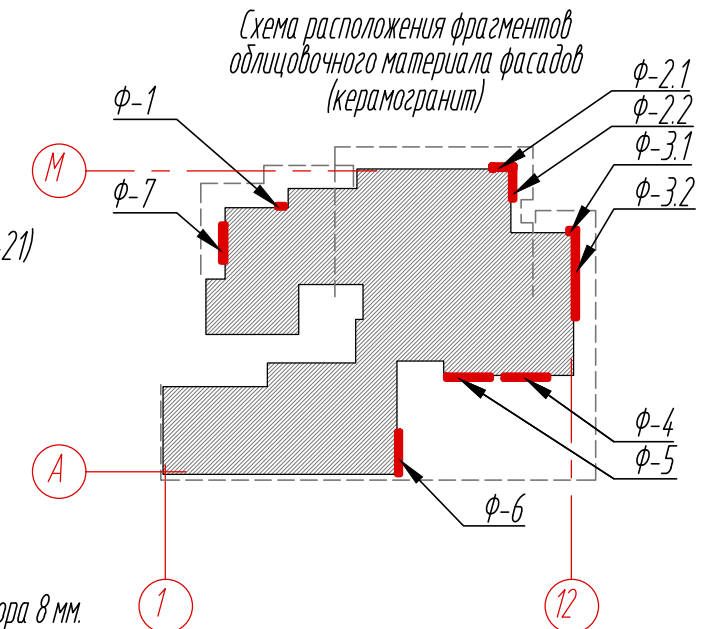 Схема расположения фрагментов
облицовочного материала фасадов
(керамогранит)
Ф-1
Ф-2.1
Ф-2.2
Ф-3.1
М
Ф-7
Ф-3.2
21)
Ф-4
А
Ф-5
Ф-6
1
12
ора 8 мм.